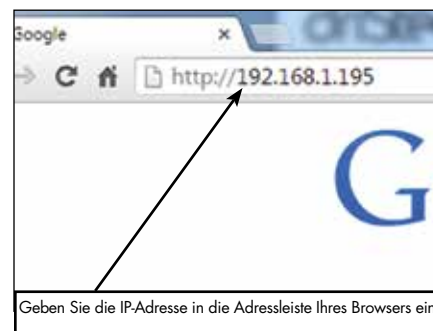 Google
http://192.168.1.195
G
Geben Sie die IP-Adresse in die Adressleiste Ihres Browsers ein